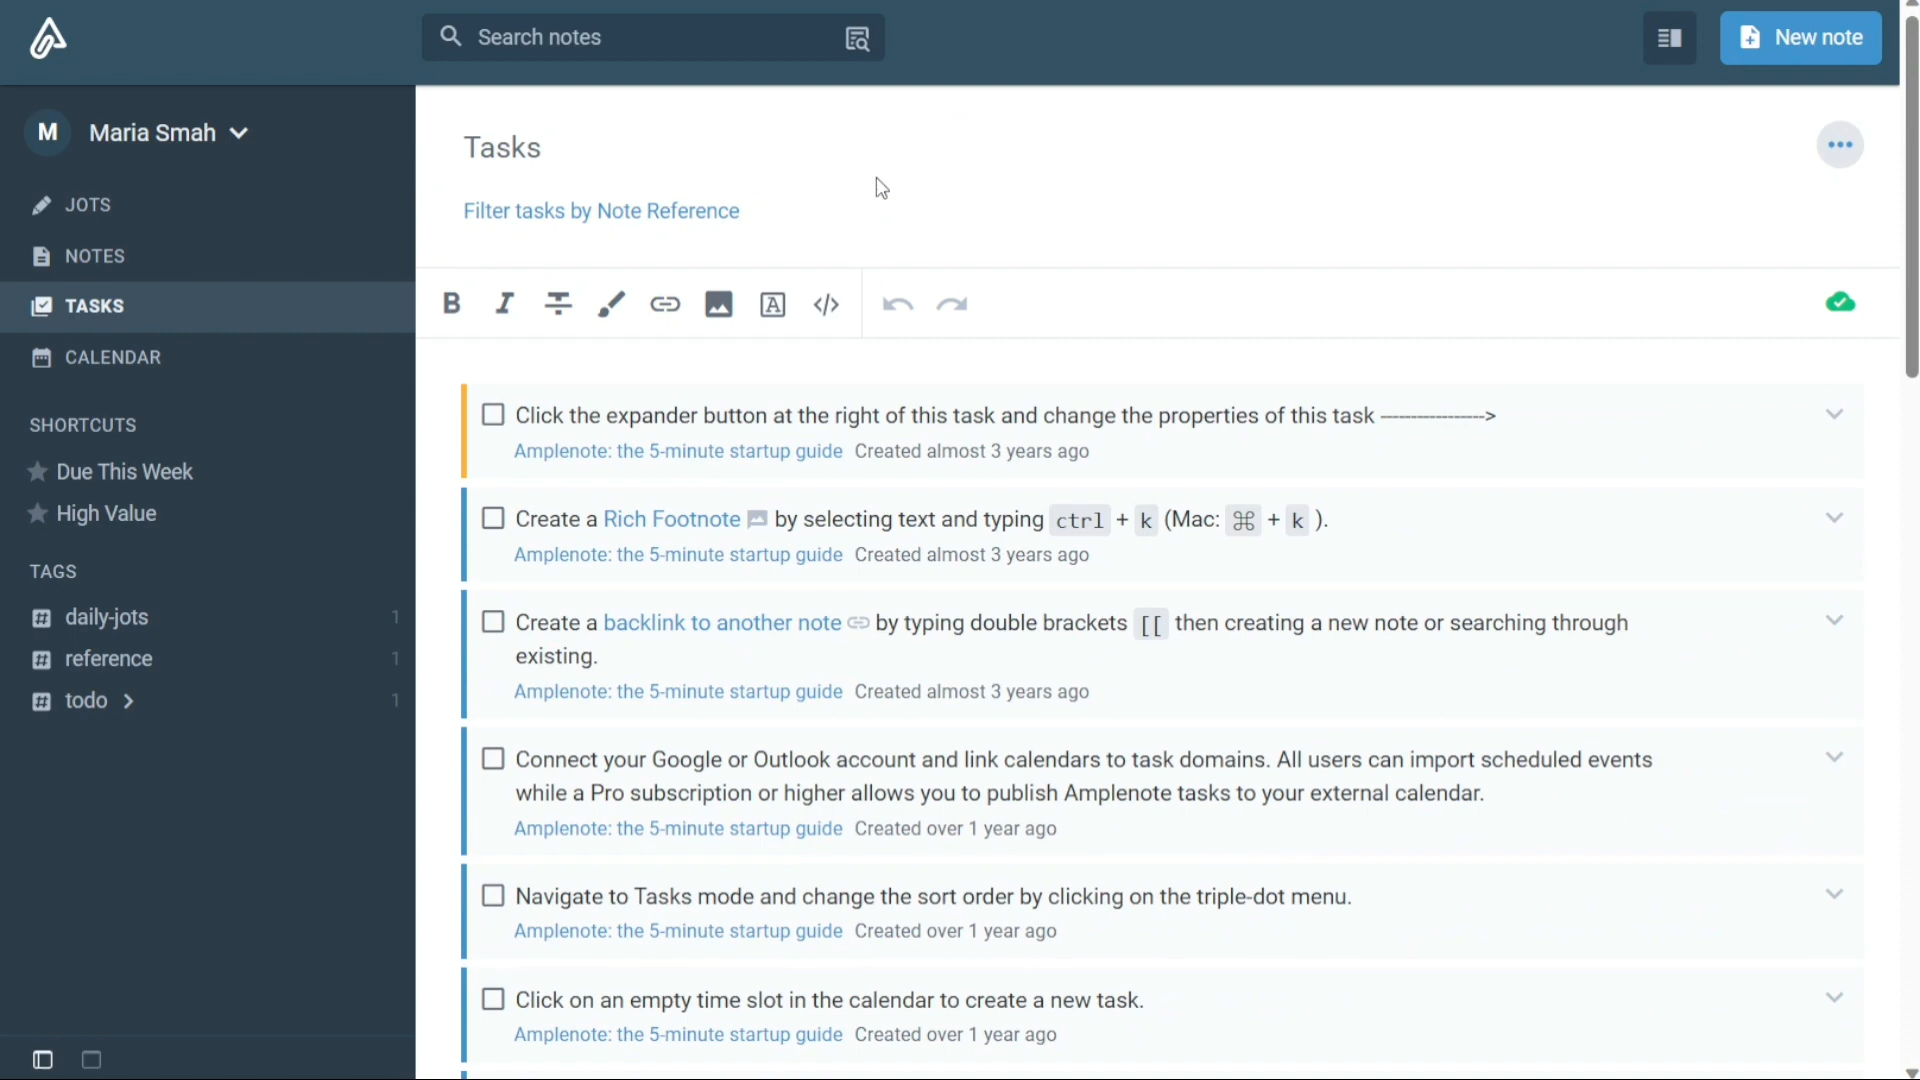 Search notes
New note
M Maria Smah
JOTS
NOTES
TASKS
CALENDAR
SHORTCUTS
Due This Week
High Value
TAGS
daily-jots 1
reference 1
todo 1
Tasks
Filter tasks by Note Reference
Click the expander button at the right of this task and change the properties of this task ---------------->
Amplenote: the 5-minute startup guide Created almost 3 years ago
Create a Rich Footnote by selecting text and typing ctrl + k (Mac: ⌘ + k ).
Amplenote: the 5-minute startup guide Created almost 3 years ago
Create a backlink to another note by typing double brackets [[ then creating a new note or searching through
existing.
Amplenote: the 5-minute startup guide Created almost 3 years ago
Connect your Google or Outlook account and link calendars to task domains. All users can import scheduled events
while a Pro subscription or higher allows you to publish Amplenote tasks to your external calendar.
Amplenote: the 5-minute startup guide Created over 1 year ago
Navigate to Tasks mode and change the sort order by clicking on the triple-dot menu.
Amplenote: the 5-minute startup guide Created over 1 year ago
Click on an empty time slot in the calendar to create a new task.
Amplenote: the 5-minute startup guide Created over 1 year ago